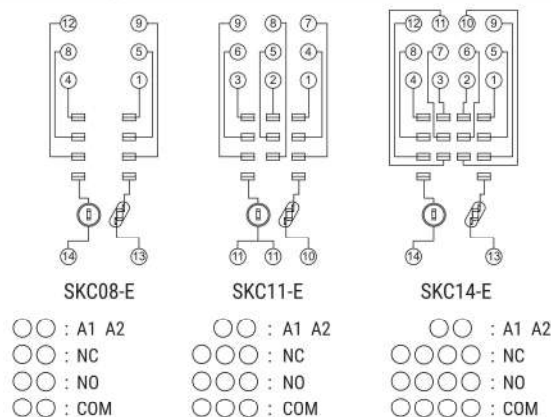 12 9 9 8 7 12 11 10 9
8 5 6 5 4 8 7 6 5
4 1 3 2 1 4 3 2 1
14 13 11 11 10 14 13
SKC08-E SKC11-E SKC14-E
: A1 A2 : A1 A2 : A1 A2
: NC : NC : NC
: NO : NO : NO
: COM : COM : COM